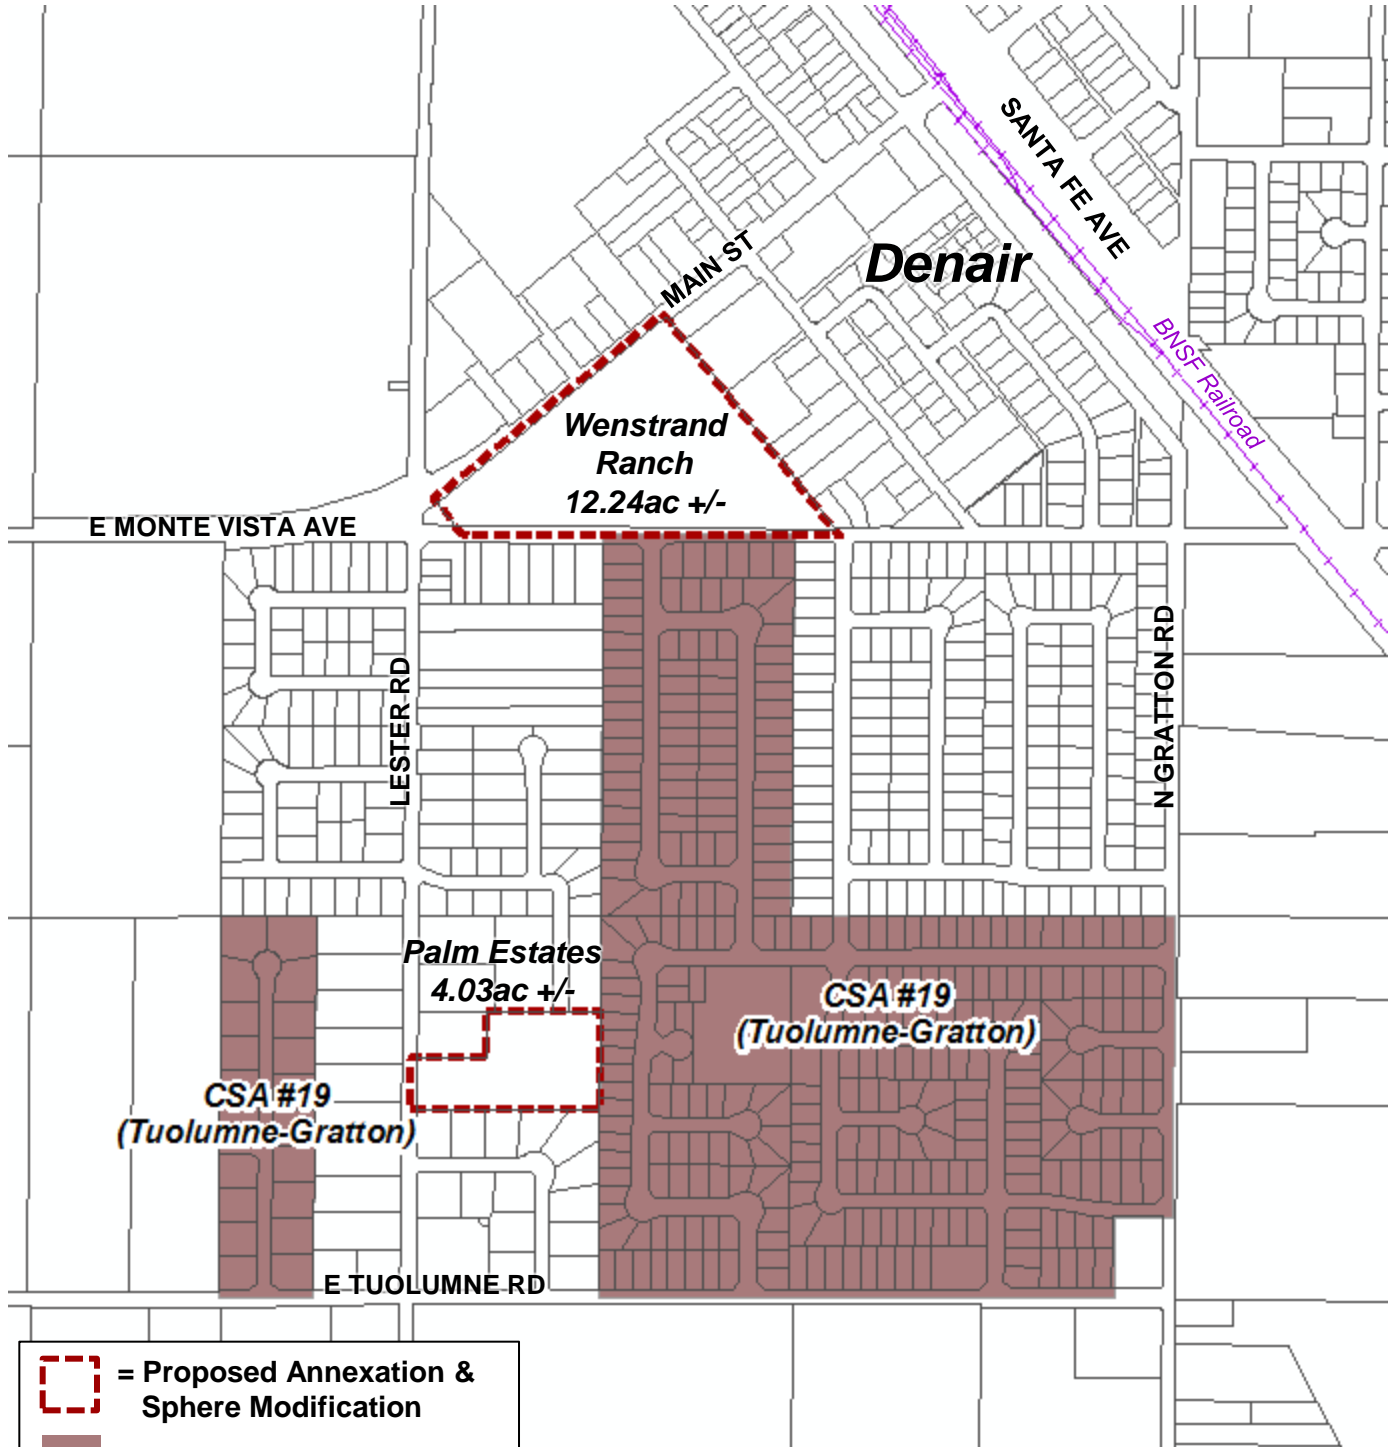 SANTA FE AVE
Denair
MAIN ST
BNSF Railroad
Wenstrand
Ranch
12.24ac +/-
E MONTE VISTA AVE
LESTER RD
N GRATTON RD
Palm Estates
4.03ac +/-
CSA #19
(Tuolumne-Gratton)
CSA #19
(Tuolumne-Gratton)
E TUOLUMNE RD
= Proposed Annexation &
Sphere Modification